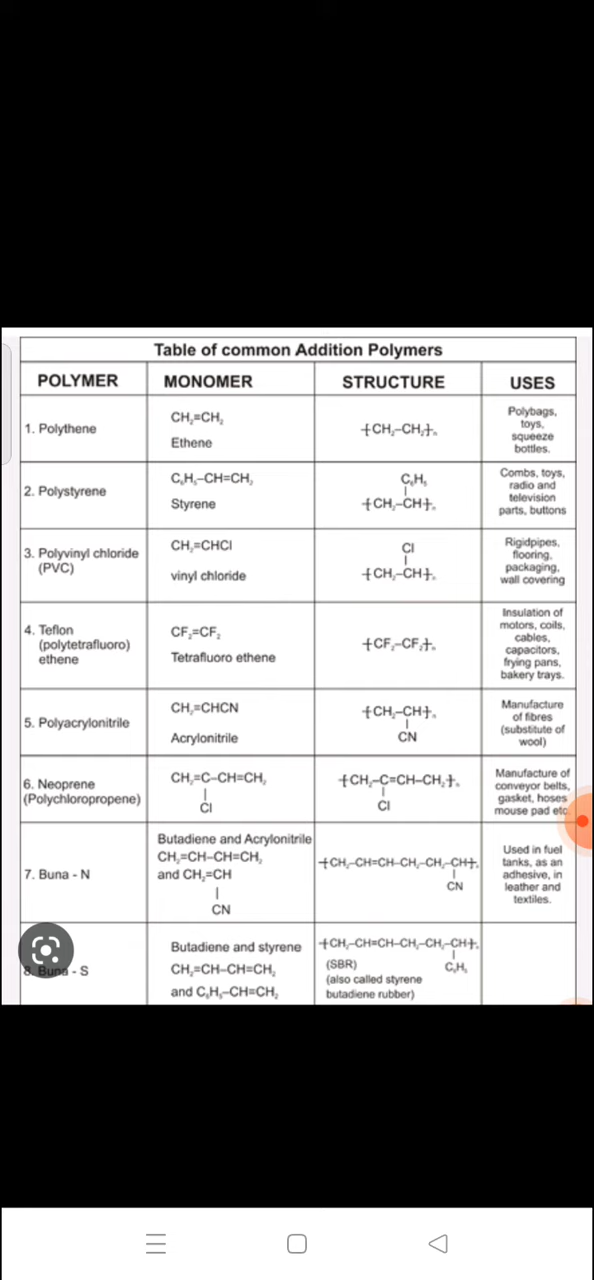 Table of common Addition Polymers
POLYMER MONOMER STRUCTURE USES
1. Polythene
CH₂=CH₂
Ethene
-[CH₂-CH₂]-ₙ
Polybags,
toys,
squeeze
bottles.
2. Polystyrene
C₆H₅-CH=CH₂
Styrene
C₆H₅
|
-[CH₂-CH]-ₙ
Combs, toys,
radio and
television
parts, buttons
3. Polyvinyl chloride
(PVC)
CH₂=CHCl
vinyl chloride
Cl
|
-[CH₂-CH]-ₙ
Rigidpipes,
flooring,
packaging,
wall covering
4. Teflon
(polytetrafluoro)
ethene
CF₂=CF₂
Tetrafluoro ethene
-[CF₂-CF₂]-ₙ
Insulation of
motors, coils,
cables,
capacitors,
frying pans,
bakery trays.
5. Polyacrylonitrile
CH₂=CHCN
Acrylonitrile
-[CH₂-CH]-ₙ
|
CN
Manufacture
of fibres
(substitute of
wool)
6. Neoprene
(Polychloropropene)
CH₂=C-CH=CH₂
|
Cl
-[CH₂-C=CH-CH₂]-ₙ
|
Cl
Manufacture of
conveyor belts,
gasket, hoses
mouse pad etc.
7. Buna - N
Butadiene and Acrylonitrile
CH₂=CH-CH=CH₂
and CH₂=CH
|
CN
-[CH₂-CH=CH-CH₂-CH₂-CH]-ₙ
|
CN
Used in fuel
tanks, as an
adhesive, in
leather and
textiles.
8. Buna - S
Butadiene and styrene
CH₂=CH-CH=CH₂
and C₆H₅-CH=CH₂
-[CH₂-CH=CH-CH₂-CH₂-CH]-ₙ
|
(SBR) C₆H₅
(also called styrene
butadiene rubber)